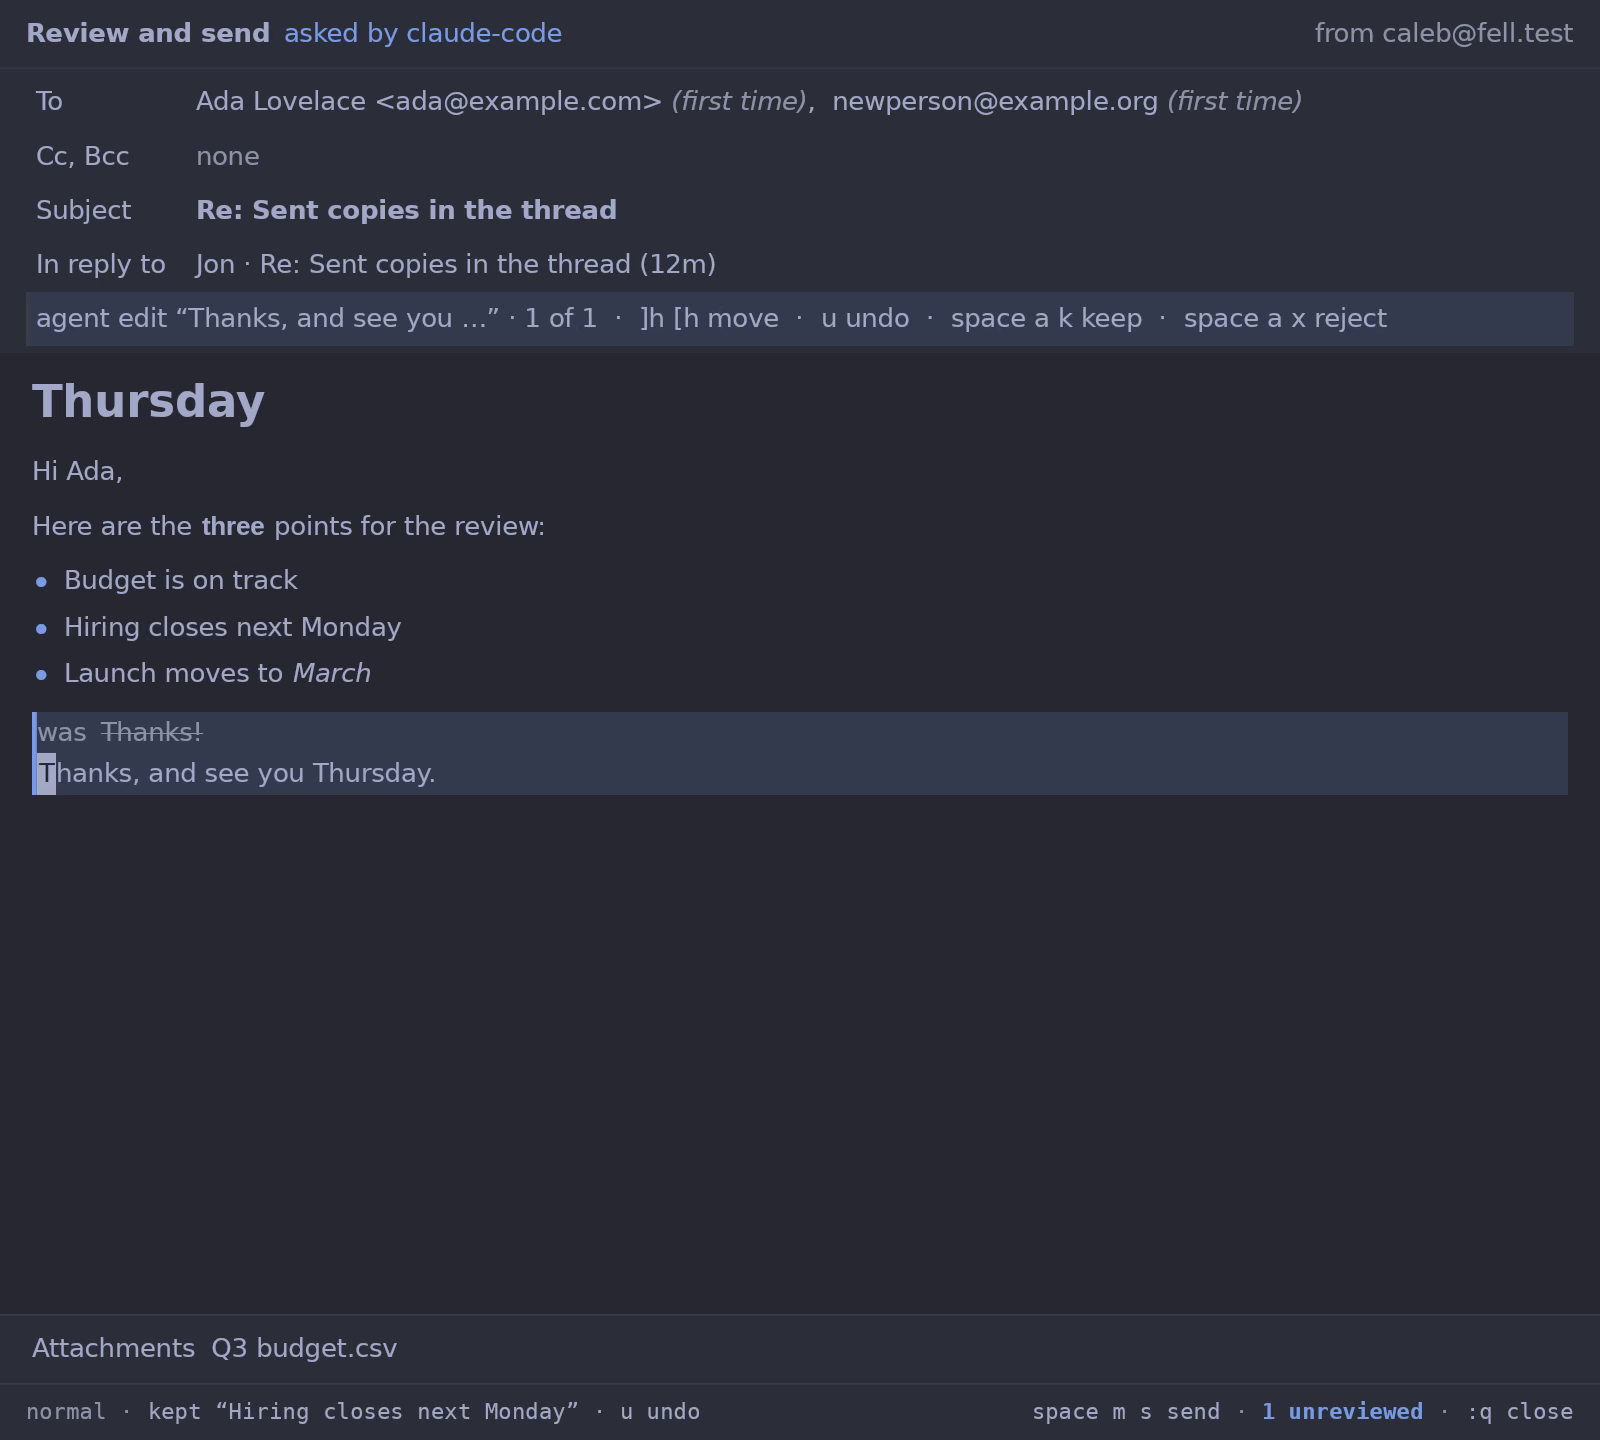 Review and send asked by claude-code from caleb@fell.test
To Ada Lovelace <ada@example.com> (first time), newperson@example.org (first time)
Cc, Bcc none
Subject Re: Sent copies in the thread
In reply to Jon · Re: Sent copies in the thread (12m)
agent edit “Thanks, and see you …” · 1 of 1 · ]h [h move · u undo · space a k keep · space a x reject
Thursday
Hi Ada,
Here are the three points for the review:
• Budget is on track
• Hiring closes next Monday
• Launch moves to March
was Thanks!
Thanks, and see you Thursday.
Attachments Q3 budget.csv
normal · kept “Hiring closes next Monday” · u undo space m s send · 1 unreviewed · :q close